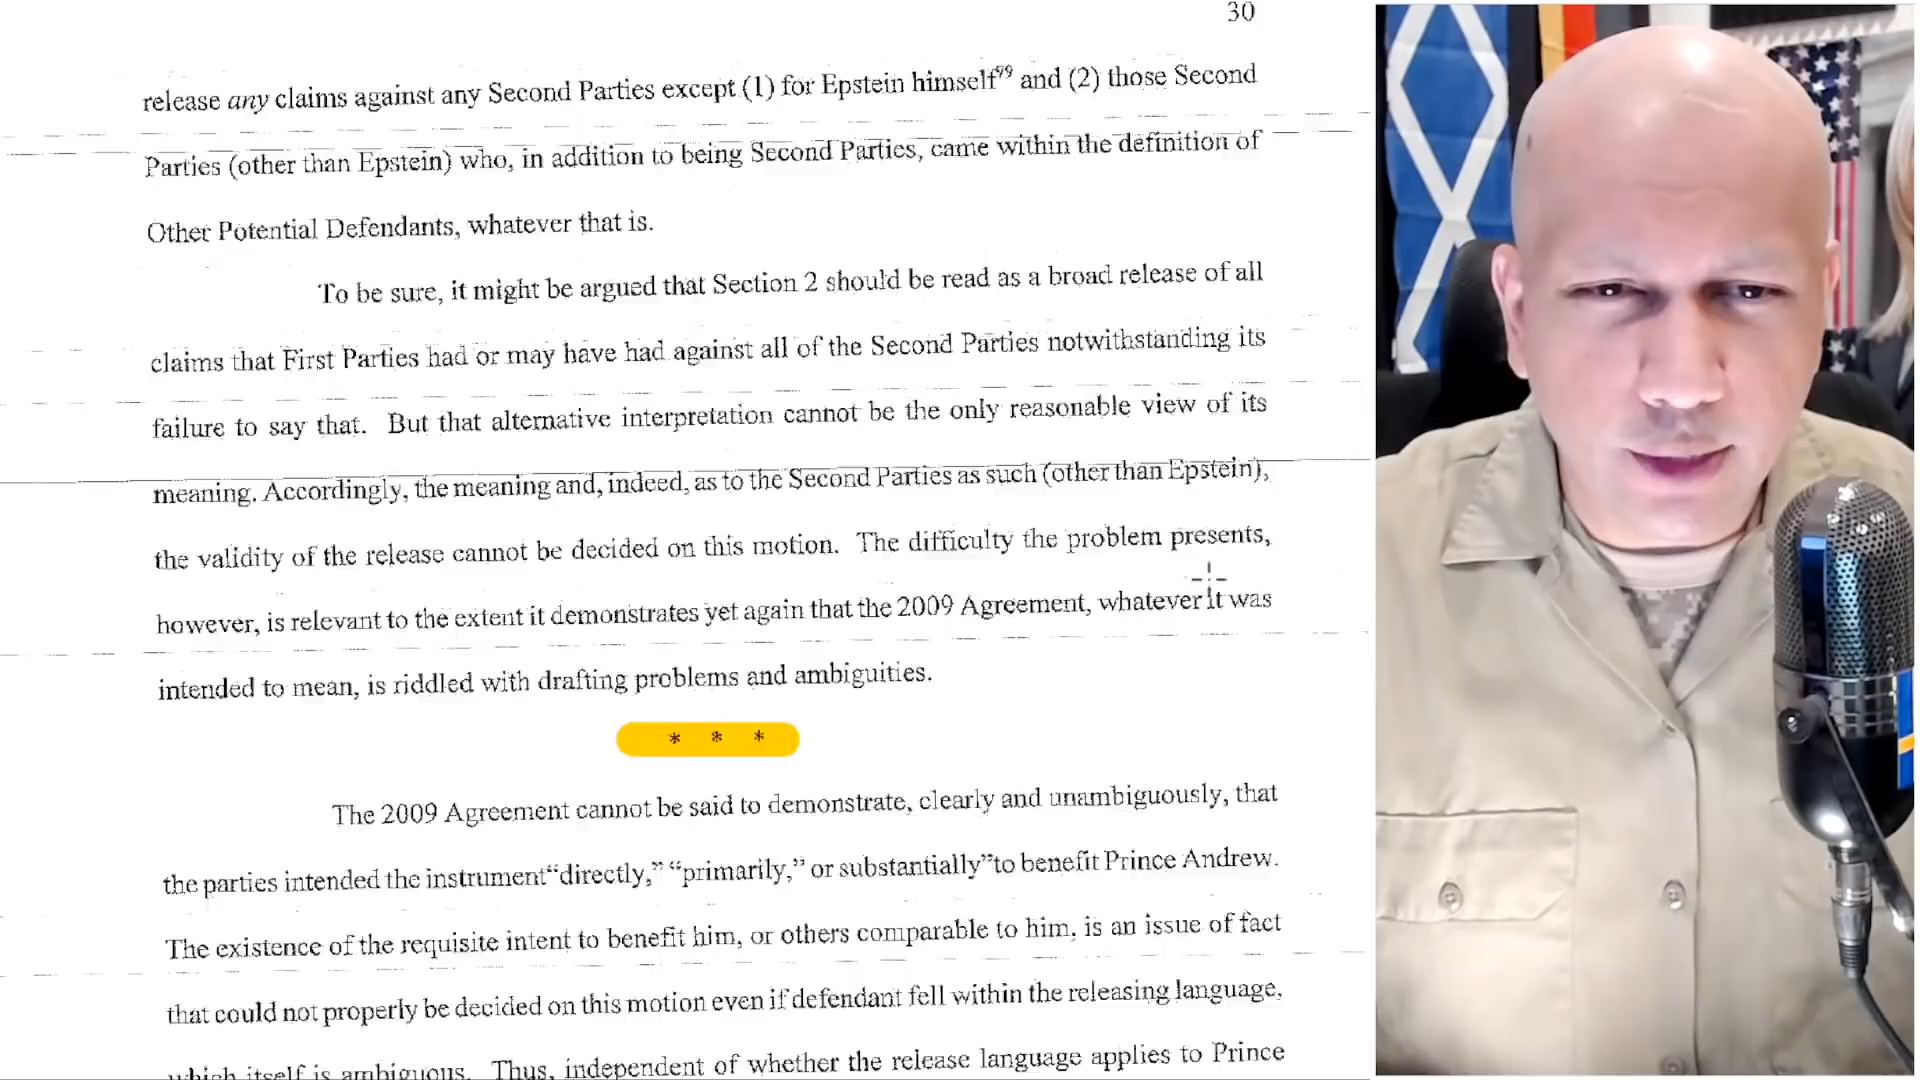 30
release any claims against any Second Parties except (1) for Epstein himself⁷⁹ and (2) those Second
Parties (other than Epstein) who, in addition to being Second Parties, came within the definition of
Other Potential Defendants, whatever that is.
To be sure, it might be argued that Section 2 should be read as a broad release of all
claims that First Parties had or may have had against all of the Second Parties notwithstanding its
failure to say that. But that alternative interpretation cannot be the only reasonable view of its
meaning. Accordingly, the meaning and, indeed, as to the Second Parties as such (other than Epstein),
the validity of the release cannot be decided on this motion. The difficulty the problem presents,
however, is relevant to the extent it demonstrates yet again that the 2009 Agreement, whatever it was
intended to mean, is riddled with drafting problems and ambiguities.
* * *
The 2009 Agreement cannot be said to demonstrate, clearly and unambiguously, that
the parties intended the instrument“directly,” “primarily,” or substantially”to benefit Prince Andrew.
The existence of the requisite intent to benefit him, or others comparable to him, is an issue of fact
that could not properly be decided on this motion even if defendant fell within the releasing language,
which itself is ambiguous. Thus, independent of whether the release language applies to Prince